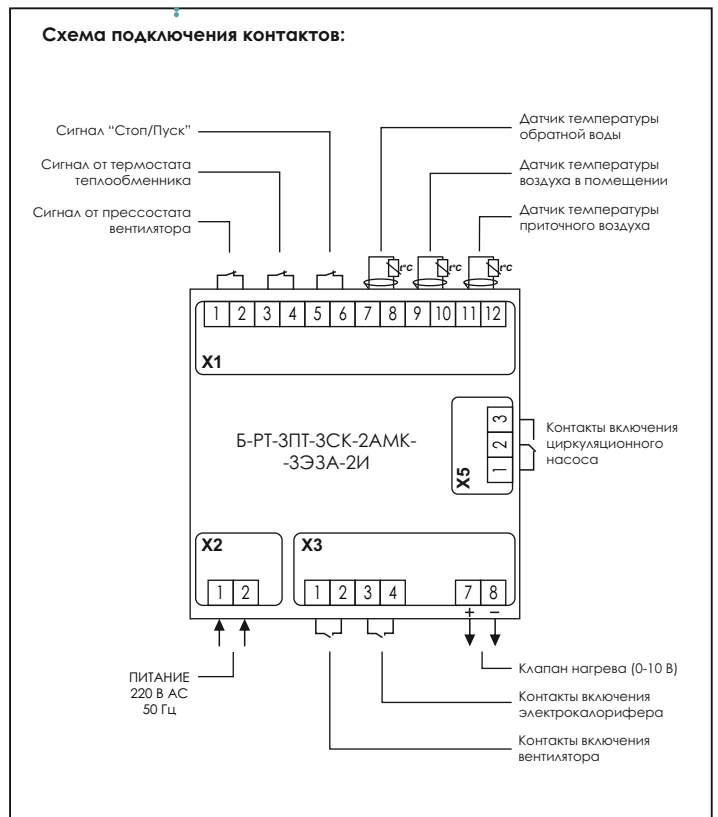 Схема подключения контактов:
Сигнал “Стоп/Пуск”
Сигнал от термостата
теплообменника
Сигнал от прессостата
вентилятора
Датчик температуры
обратной воды
Датчик температуры
воздуха в помещении
Датчик температуры
приточного воздуха
t°C t°C t°C
1 2 3 4 5 6 7 8 9 10 11 12
X1
Б-РТ-3ПТ-3СК-2АМК-
-3ЭЗА-2И
X5
1 2 3
Контакты включения
циркуляционного
насоса
X2
1 2
X3
1 2 3 4 7 8
+ −
ПИТАНИЕ
220 В AC
50 Гц
Клапан нагрева (0-10 В)
Контакты включения
электрокалорифера
Контакты включения
вентилятора